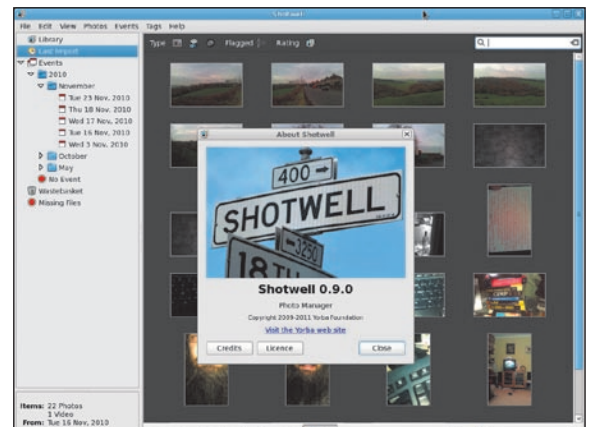 Shotwell
File Edit View Photos Events Tags Help
Library
Last Import
Type Flagged Rating
Events
2010
November
Tue 23 Nov, 2010
Thu 18 Nov, 2010
Wed 17 Nov, 2010
Tue 16 Nov, 2010
Wed 3 Nov, 2010
October
May
No Event
Wastebasket
Missing Files
About Shotwell
400 →
SHOTWELL
← 3250
18TH
Shotwell 0.9.0
Photo Manager
Copyright 2009-2011 Yorba Foundation
Visit the Yorba web site
Credits Licence Close
Items: 22 Photos
1 Video
From: Tue 16 Nov, 2010